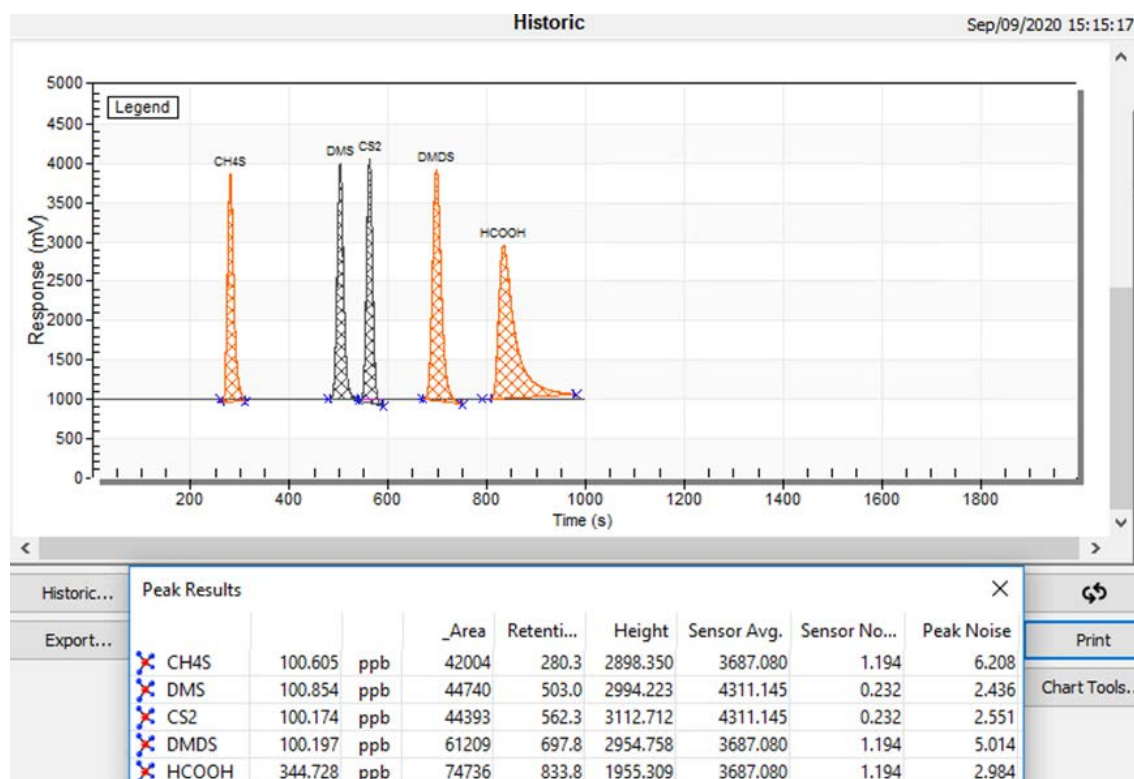 Historic
Sep/09/2020 15:15:17
5000
Legend
4500
4000
3500
3000
2500
2000
1500
1000
500
0
Response (mV)
CH4S
DMS
CS2
DMDS
HCOOH
200 400 600 800 1000 1200 1400 1600 1800
Time (s)
Historic...
Export...
Peak Results
_Area Retenti... Height Sensor Avg. Sensor No... Peak Noise
CH4S 100.605 ppb 42004 280.3 2898.350 3687.080 1.194 6.208
DMS 100.854 ppb 44740 503.0 2994.223 4311.145 0.232 2.436
CS2 100.174 ppb 44393 562.3 3112.712 4311.145 0.232 2.551
DMDS 100.197 ppb 61209 697.8 2954.758 3687.080 1.194 5.014
HCOOH 344.728 ppb 74736 833.8 1955.309 3687.080 1.194 2.984
Print
Chart Tools..